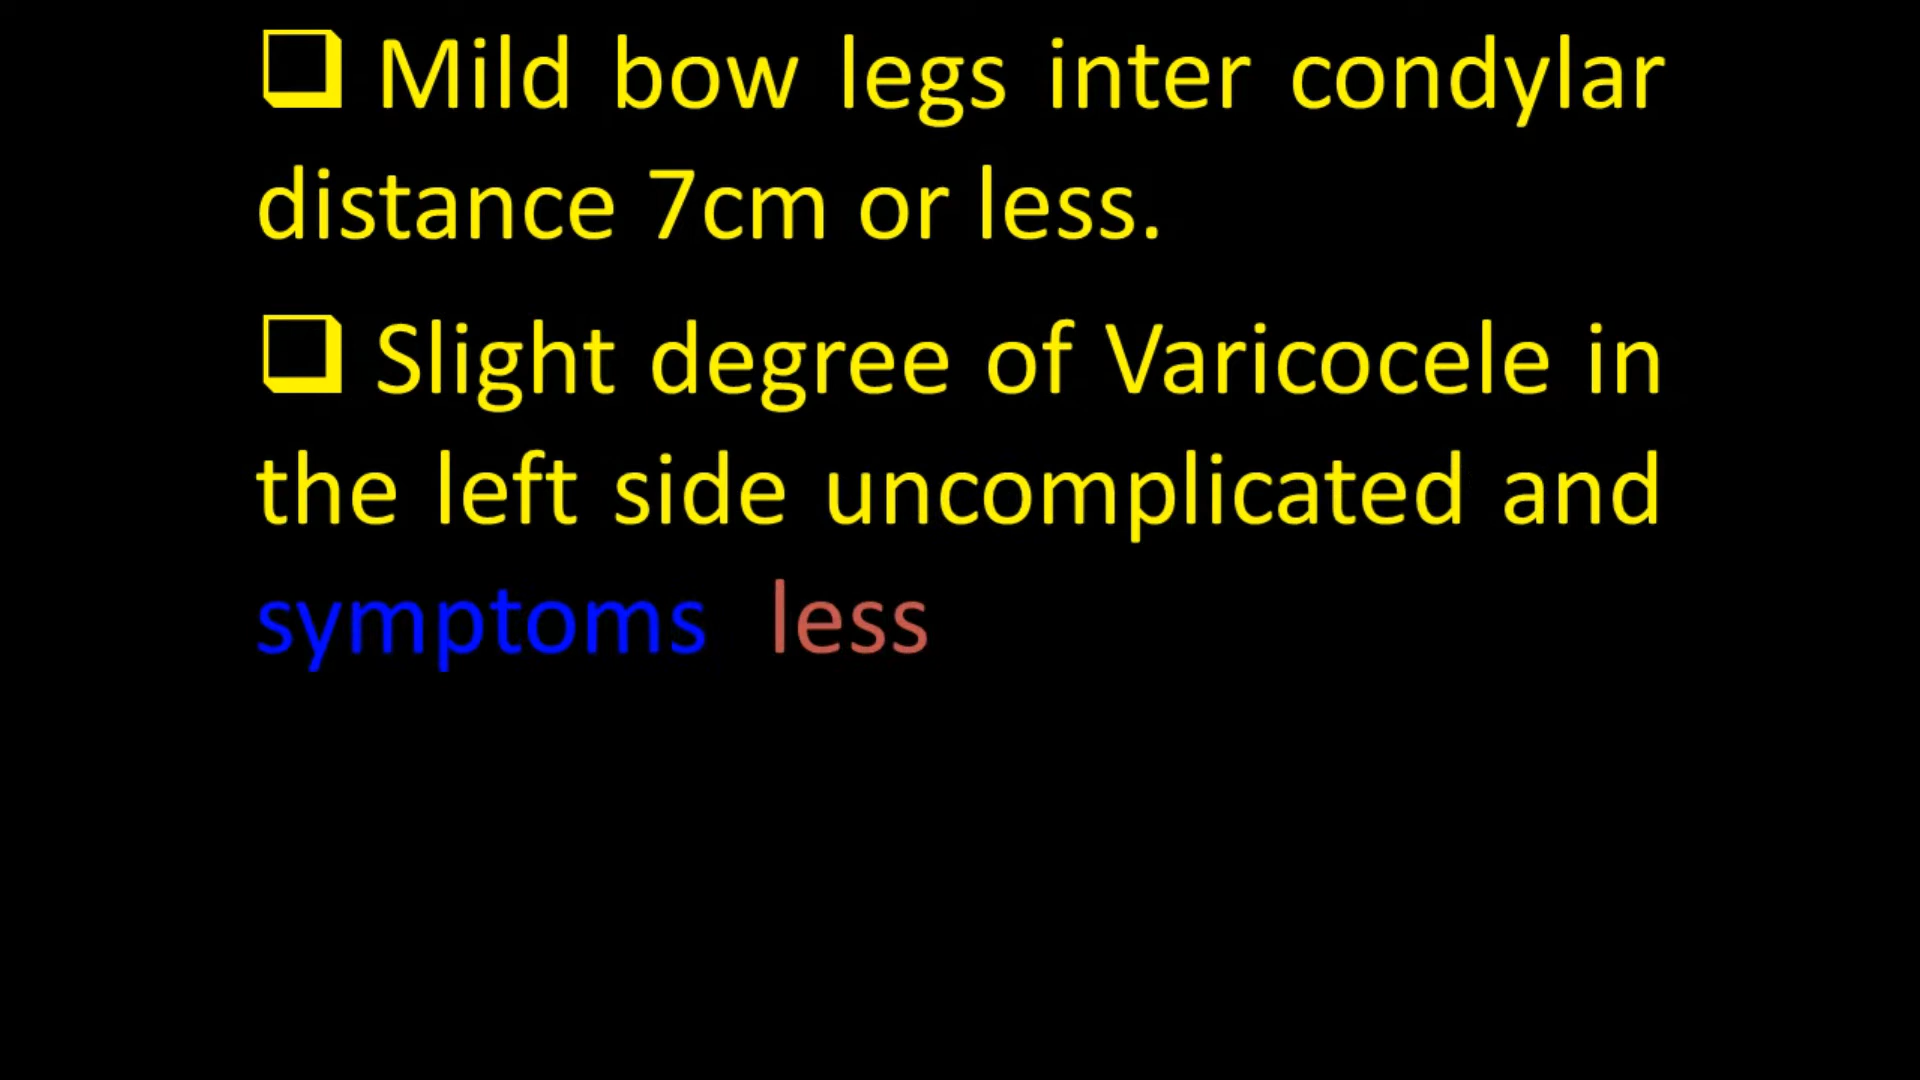 ❑ Mild bow legs inter condylar
distance 7cm or less.
❑ Slight degree of Varicocele in
the left side uncomplicated and
symptoms less